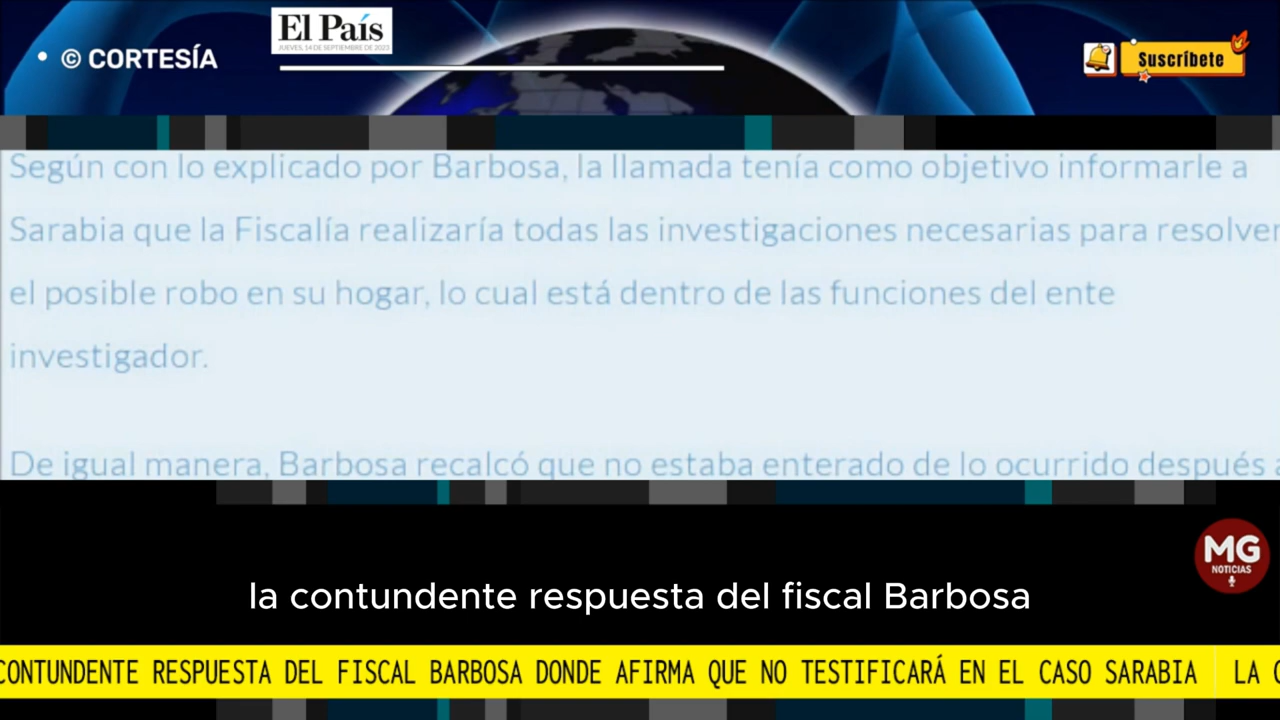 © CORTESÍA
El País
JUEVES, 14 DE SEPTIEMBRE DE 2023
Suscríbete
Según con lo explicado por Barbosa, la llamada tenía como objetivo informarle a
Sarabia que la Fiscalía realizaría todas las investigaciones necesarias para resolver
el posible robo en su hogar, lo cual está dentro de las funciones del ente
investigador.
De igual manera, Barbosa recalcó que no estaba enterado de lo ocurrido después a
MG
NOTICIAS
la contundente respuesta del fiscal Barbosa
CONTUNDENTE RESPUESTA DEL FISCAL BARBOSA DONDE AFIRMA QUE NO TESTIFICARÁ EN EL CASO SARABIA LA